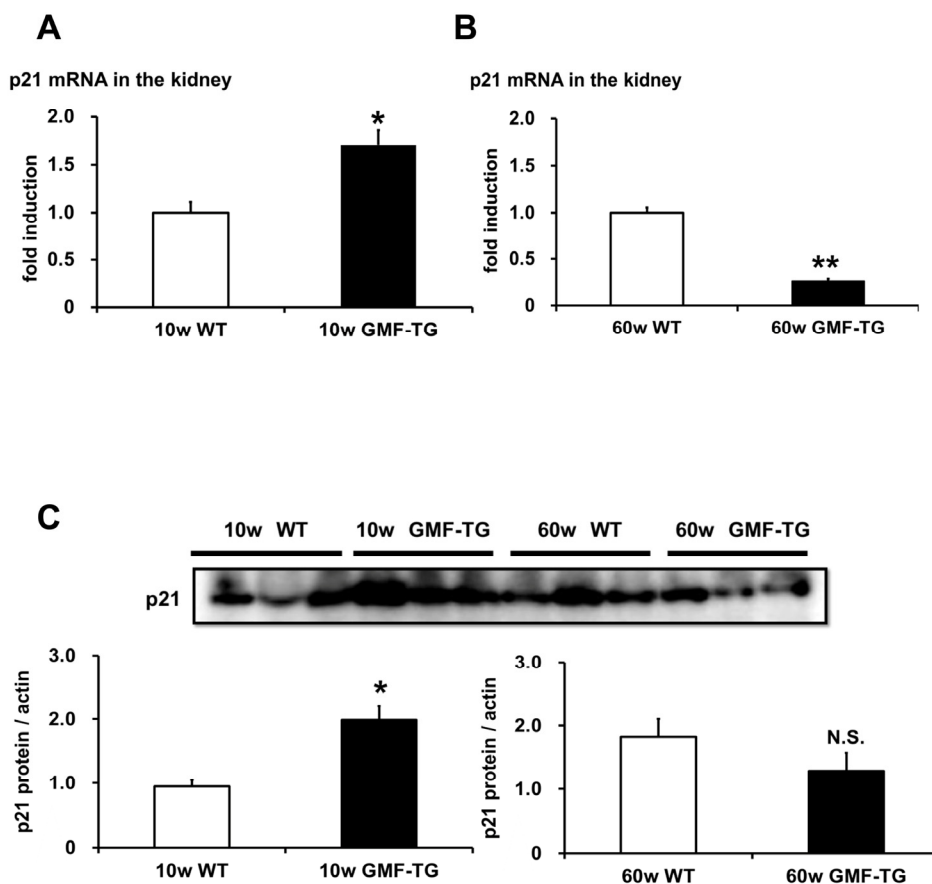 A
p21 mRNA in the kidney
fold induction
2.0
1.5
1.0
0.5
0
*
10w WT
10w GMF-TG
B
p21 mRNA in the kidney
fold induction
2.0
1.5
1.0
0.5
0
**
60w WT
60w GMF-TG
C
10w WT
10w GMF-TG
60w WT
60w GMF-TG
p21
p21 protein / actin
3.0
2.0
1.0
0
*
10w WT
10w GMF-TG
p21 protein / actin
3.0
2.0
1.0
0
N.S.
60w WT
60w GMF-TG